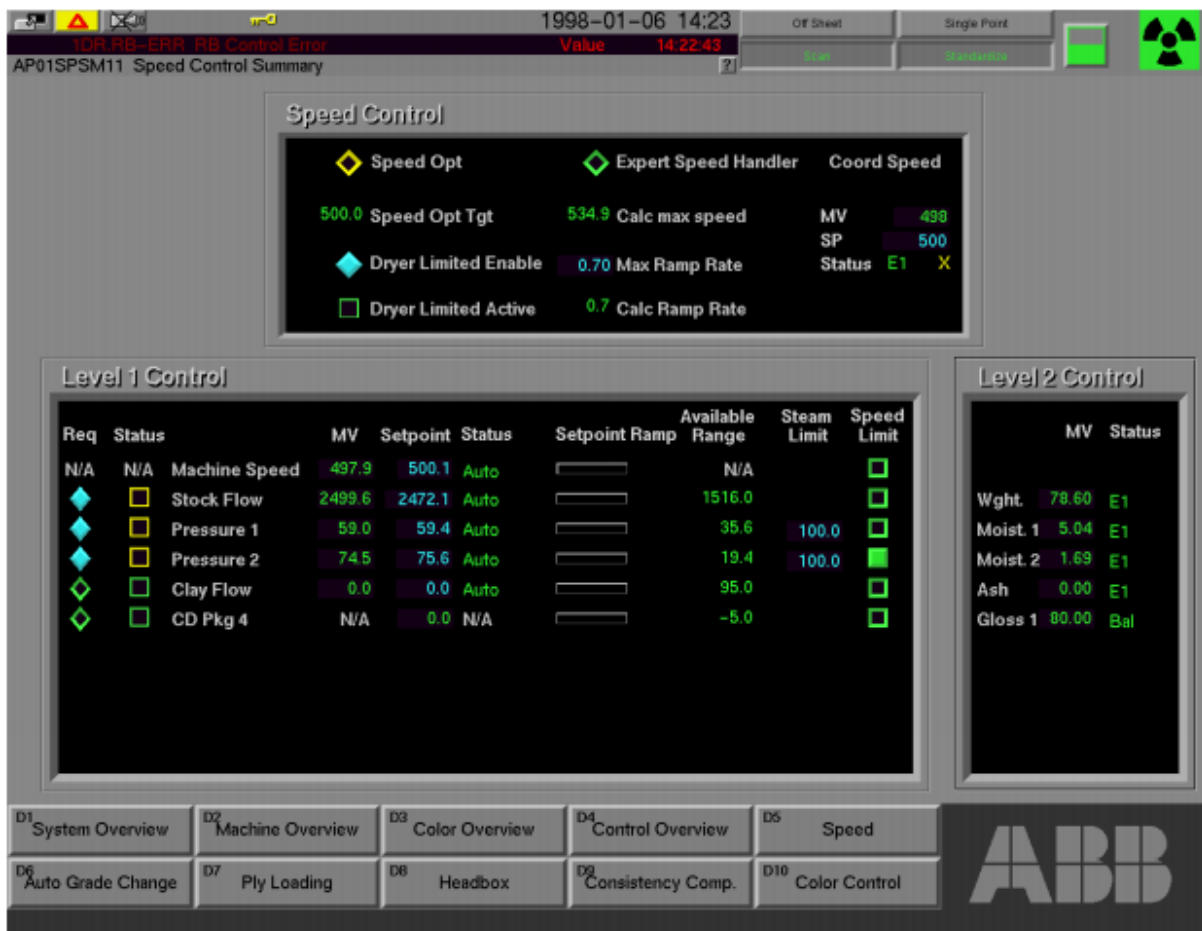 1998-01-06 14:23
Off Sheet
Single Point
1DR.RB-ERR RB Control Error Value 14:22:43
Scan
Standardize
AP01SPSM11 Speed Control Summary
?
Speed Control
Speed Opt
Expert Speed Handler
Coord Speed
500.0 Speed Opt Tgt
534.9 Calc max speed
MV 498
SP 500
Dryer Limited Enable
0.70 Max Ramp Rate
Status E1 X
Dryer Limited Active
0.7 Calc Ramp Rate
Level 1 Control
Req Status MV Setpoint Status Setpoint Ramp Available Range Steam Limit Speed Limit
N/A N/A Machine Speed 497.9 500.1 Auto N/A
Stock Flow 2499.6 2472.1 Auto 1516.0
Pressure 1 59.0 59.4 Auto 35.6 100.0
Pressure 2 74.5 75.6 Auto 19.4 100.0
Clay Flow 0.0 0.0 Auto 95.0
CD Pkg 4 N/A 0.0 N/A -5.0
Level 2 Control
MV Status
Wght. 78.60 E1
Moist. 1 5.04 E1
Moist. 2 1.69 E1
Ash 0.00 E1
Gloss 1 80.00 Bal
D1 System Overview
D2 Machine Overview
D3 Color Overview
D4 Control Overview
D5 Speed
D6 Auto Grade Change
D7 Ply Loading
D8 Headbox
D9 Consistency Comp.
D10 Color Control
ABB